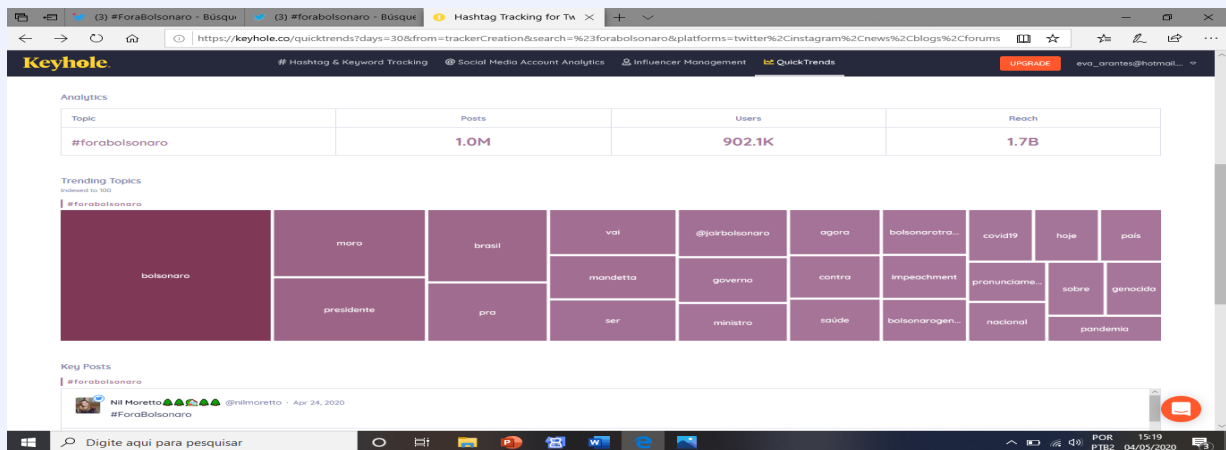 (3) #ForaBolsonaro - Búsqu
(3) #forabolsonaro - Búsque
Hashtag Tracking for Tw
https://keyhole.co/quicktrends?days=30&from=trackerCreation&search=%23forabolsonaro&platforms=twitter%2Cinstagram%2Cnews%2Cblogs%2Cforums
Keyhole
# Hashtag & Keyword Tracking
@ Social Media Account Analytics
Influencer Management
QuickTrends
UPGRADE
eva_arantes@hotmail...
Analytics
Topic Posts Users Reach
#forabolsonaro 1.0M 902.1K 1.7B
Trending Topics
Indexed to 100
#forabolsonaro
bolsonaro
moro
presidente
brasil
pra
vai
mandetta
ser
@jairbolsonaro
governo
ministro
agora
contra
saúde
bolsonarotra...
impeachment
bolsonarogen...
covid19
hoje
país
pronunciame...
nacional
sobre
genocida
pandemia
Key Posts
#forabolsonaro
Nil Moretto @nilmoretto · Apr 24, 2020
#ForaBolsonaro
Digite aqui para pesquisar
POR
PTB2
15:19
04/05/2020
3